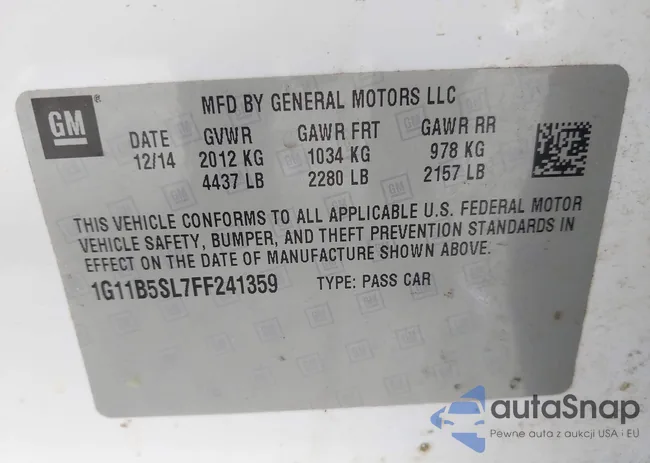 GM ®
MFD BY GENERAL MOTORS LLC
DATE GVWR GAWR FRT GAWR RR
12/14 2012 KG 1034 KG 978 KG
4437 LB 2280 LB 2157 LB
THIS VEHICLE CONFORMS TO ALL APPLICABLE U.S. FEDERAL MOTOR
VEHICLE SAFETY, BUMPER, AND THEFT PREVENTION STANDARDS IN
EFFECT ON THE DATE OF MANUFACTURE SHOWN ABOVE.
1G11B5SL7FF241359 TYPE: PASS CAR
autaSnap
Pewne auta z aukcji USA i EU